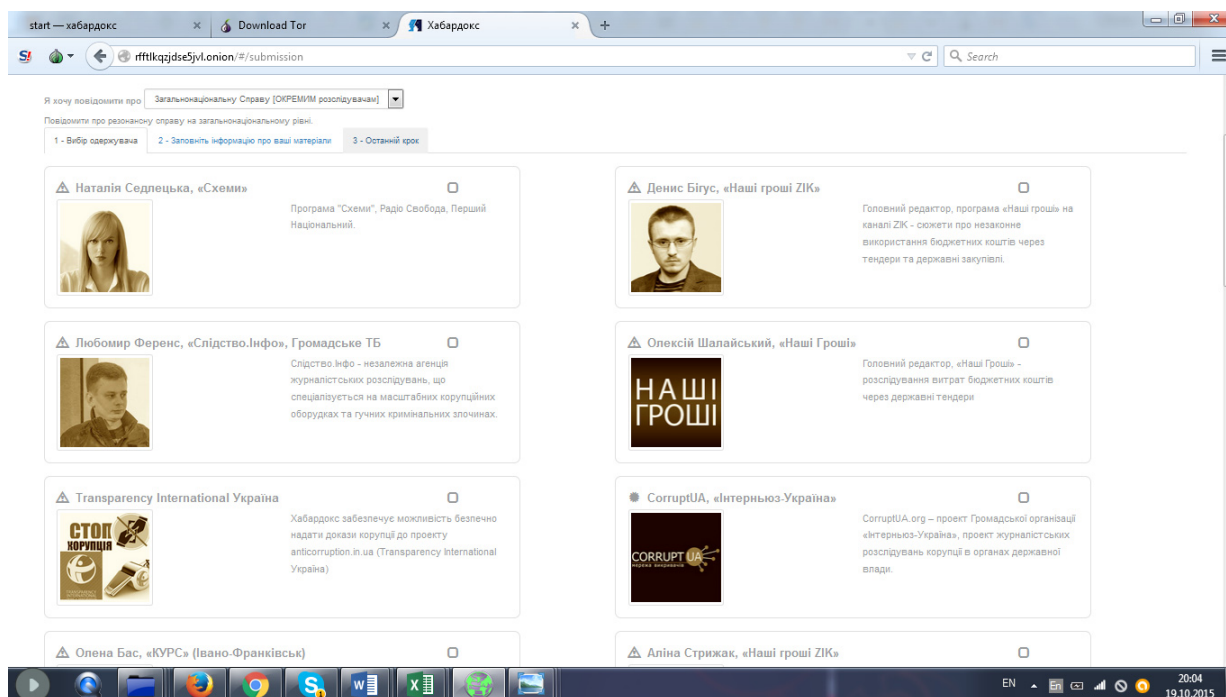 start — хабардокс
Download Tor
Хабардокс
rfftlkqzjdse5jvl.onion/#/submission
Search
Я хочу повідомити про
Загальнонаціональну Справу [ОКРЕМИМ розслідувачам]
Повідомити про резонансну справу на загальнонаціональному рівні.
1 - Вибір одержувача
2 - Заповніть інформацію про ваші матеріали
3 - Останній крок
Наталія Седлецька, «Схеми»
Програма "Схеми", Радіо Свобода, Перший
Національний.
Денис Бігус, «Наші гроші ZIK»
Головний редактор, програма «Наші гроші» на
каналі ZIK - сюжети про незаконне
використання бюджетних коштів через
тендери та державні закупівлі.
Любомир Ференс, «Слідство.Інфо», Громадське ТБ
Слідство.Інфо - незалежна агенція
журналістських розслідувань, що
спеціалізується на масштабних корупційних
оборудках та гучних кримінальних злочинах.
Олексій Шалайський, «Наші Гроші»
НАШІ
ГРОШІ
Головний редактор, «Наші Гроші» -
розслідування витрат бюджетних коштів
через державні тендери
Transparency International Україна
СТОП
КОРУПЦІЯ
Хабардокс забезпечує можливість безпечно
надати докази корупції до проекту
anticorruption.in.ua (Transparency International
Україна)
CorruptUA, «Інтерньюз-Україна»
CORRUPT UA
мережа викривачів
CorruptUA.org – проект Громадської організації
«Інтерньюз-Україна», проект журналістських
розслідувань корупції в органах державної
влади.
Олена Бас, «КУРС» (Івано-Франківськ)
Аліна Стрижак, «Наші гроші ZIK»
EN
En
20:04
19.10.2015